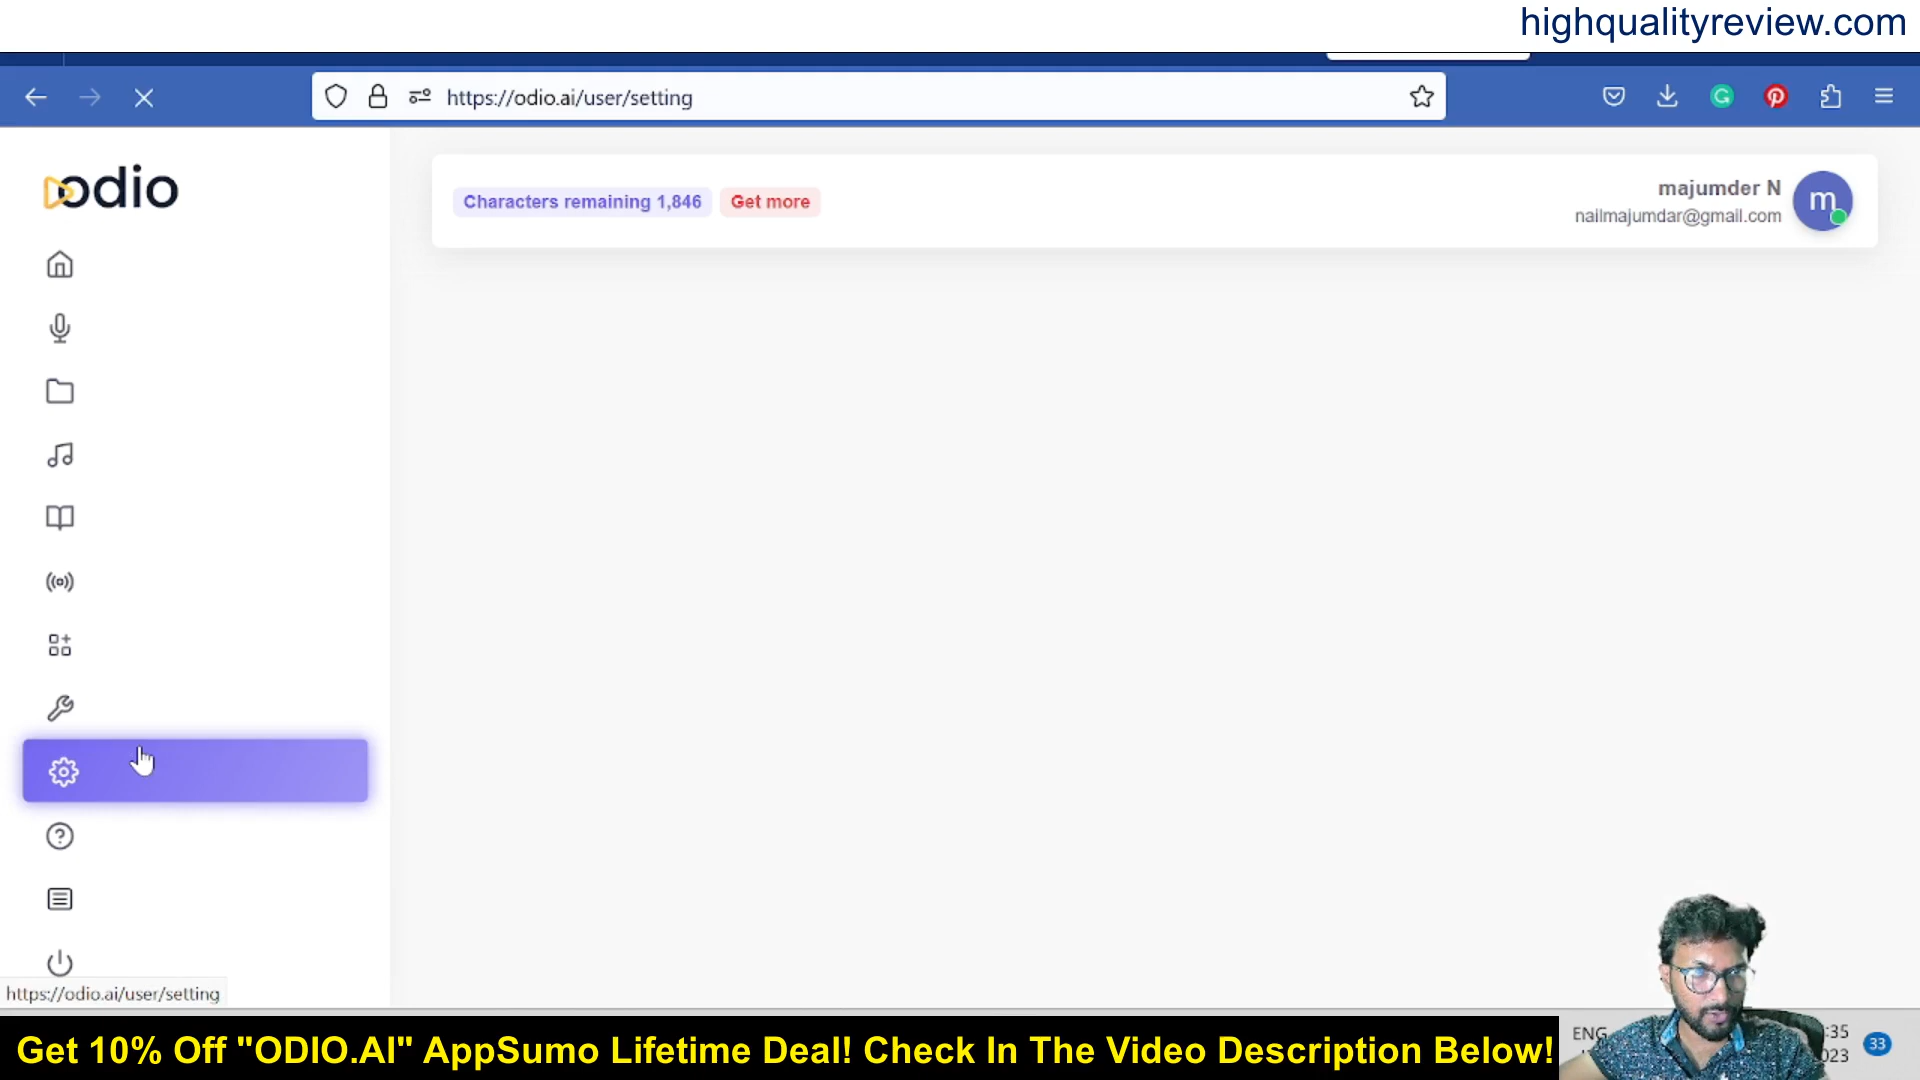 highqualityreview.com
https://odio.ai/user/setting
odio
Characters remaining 1,846 Get more
majumder N
nailmajumdar@gmail.com
m
https://odio.ai/user/setting
Get 10% Off "ODIO.AI" AppSumo Lifetime Deal! Check In The Video Description Below!
ENG
:35
023
33